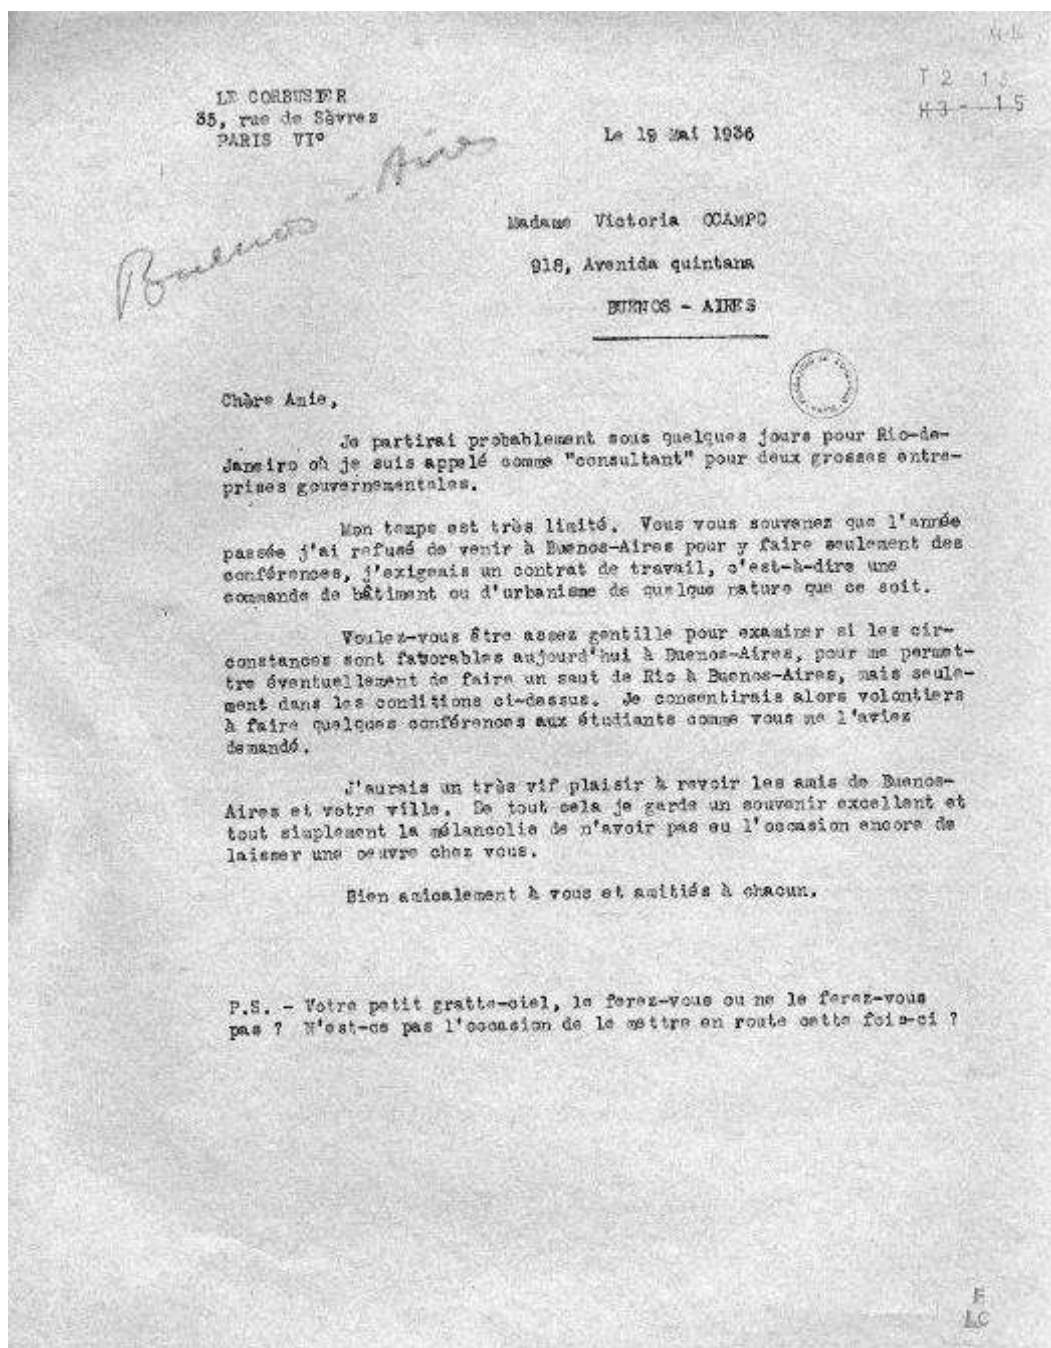 T 2 15
H3 - 15
LE CORBUSIER
35, rue de Sèvres
PARIS VI°
Le 19 Mai 1936
Buenos - Aires
Madame Victoria OCAMPO
918, Avenida quintana
BUENOS - AIRES
Chère Amie,
Je partirai probablement sous quelques jours pour Rio-de-
Janeiro où je suis appelé comme "consultant" pour deux grosses entre-
prises gouvernementales.
Mon temps est très limité. Vous vous souvenez que l'année
passée j'ai refusé de venir à Buenos-Aires pour y faire seulement des
conférences, j'exigeais un contrat de travail, c'est-à-dire une
commande de bâtiment ou d'urbanisme de quelque nature que ce soit.
Voulez-vous être assez gentille pour examiner si les cir-
constances sont favorables aujourd'hui à Buenos-Aires, pour me permet-
tre éventuellement de faire un saut de Rio à Buenos-Aires, mais seule-
ment dans les conditions ci-dessus. Je consentirais alors volontiers
à faire quelques conférences aux étudiants comme vous me l'aviez
demandé.
J'aurais un très vif plaisir à revoir les amis de Buenos-
Aires et votre ville. De tout cela je garde un souvenir excellent et
tout simplement la mélancolie de n'avoir pas eu l'occasion encore de
laisser une oeuvre chez vous.
Bien amicalement à vous et amitiés à chacun.
P.S. - Votre petit gratte-ciel, le ferez-vous ou ne le ferez-vous
pas ? N'est-ce pas l'occasion de le mettre en route cette fois-ci ?
F
LC